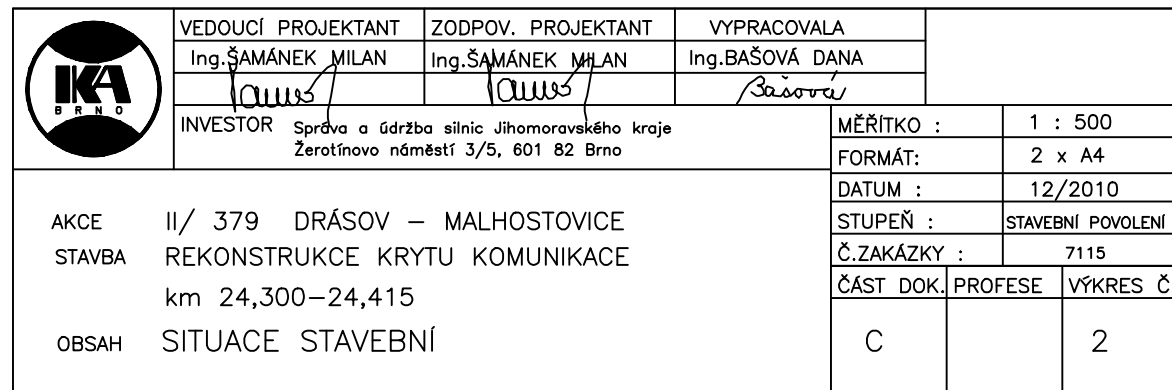 IKA
BRNO
VEDOUCÍ PROJEKTANT ZODPOV. PROJEKTANT VYPRACOVALA
Ing.ŠAMÁNEK MILAN Ing.ŠAMÁNEK MILAN Ing.BAŠOVÁ DANA
Bašová
INVESTOR Správa a údržba silnic Jihomoravského kraje
Žerotínovo náměstí 3/5, 601 82 Brno
MĚŘÍTKO : 1 : 500
FORMÁT: 2 x A4
DATUM : 12/2010
STUPEŇ : STAVEBNÍ POVOLENÍ
Č.ZAKÁZKY : 7115
ČÁST DOK. PROFESE VÝKRES Č
C 2
AKCE II/ 379 DRÁSOV – MALHOSTOVICE
STAVBA REKONSTRUKCE KRYTU KOMUNIKACE
km 24,300–24,415
OBSAH SITUACE STAVEBNÍ